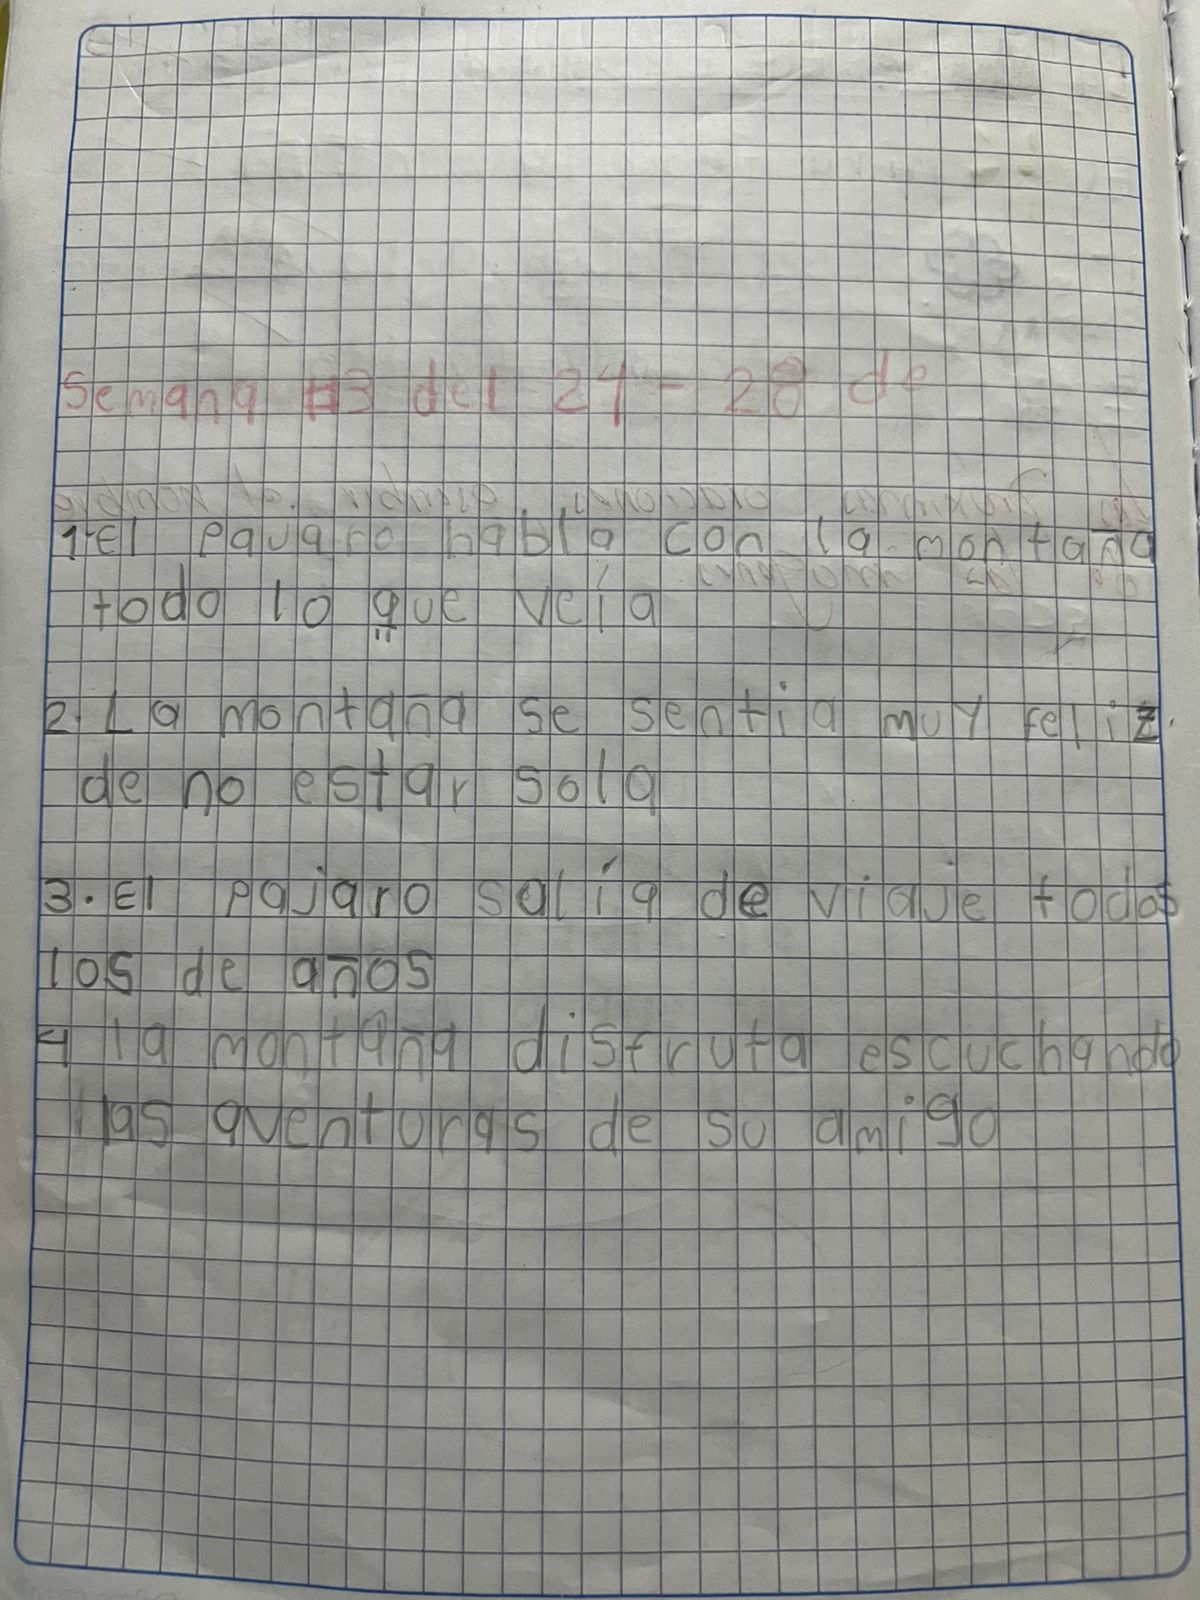 Semana #3 del 24 - 28 de
1-El pauaro habla con la montaña
todo lo que veía
2. La montaña se sentia muy feliz.
de no estar sola
3. El pajaro salía de viaje todos
los de años
4 la montaña disfruta escuchando
las aventuras de su amigo